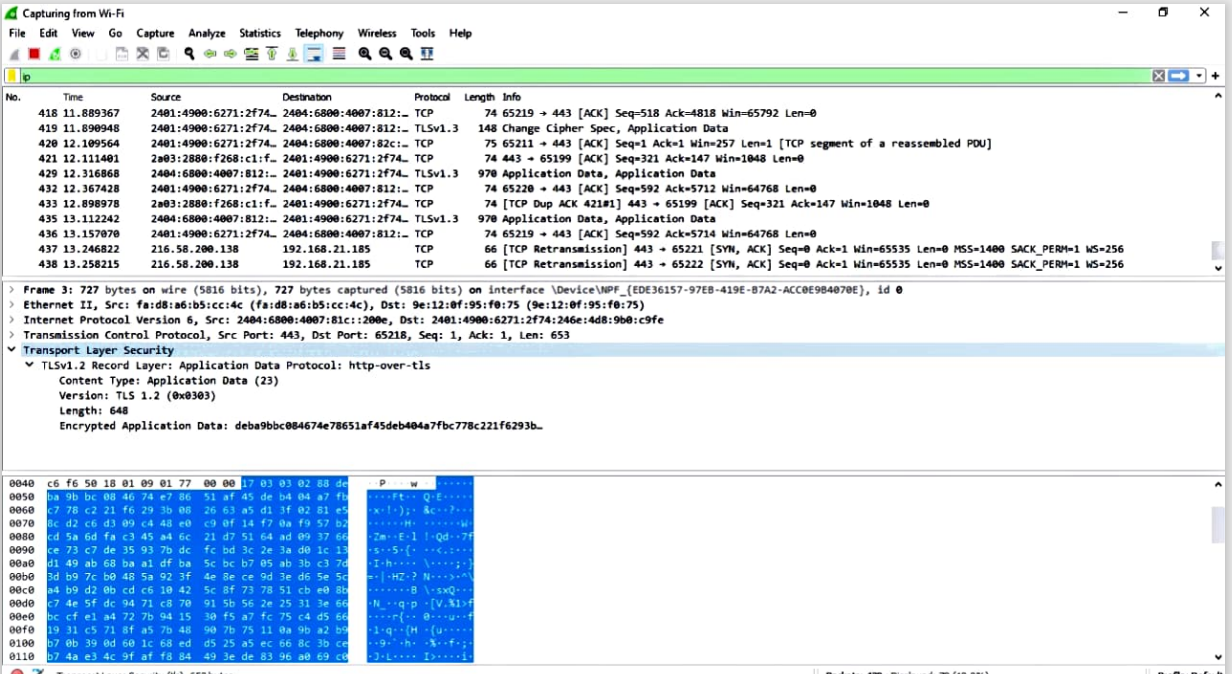 Capturing from Wi-Fi
File Edit View Go Capture Analyze Statistics Telephony Wireless Tools Help
ip
No. Time Source Destination Protocol Length Info
418 11.889367 2401:4900:6271:2f74… 2404:6800:4007:812:… TCP 74 65219 → 443 [ACK] Seq=518 Ack=4818 Win=65792 Len=0
419 11.890948 2401:4900:6271:2f74… 2404:6800:4007:812:… TLSv1.3 148 Change Cipher Spec, Application Data
420 12.109564 2401:4900:6271:2f74… 2404:6800:4007:82c:… TCP 75 65211 → 443 [ACK] Seq=1 Ack=1 Win=257 Len=1 [TCP segment of a reassembled PDU]
421 12.111401 2a03:2880:f268:c1:f… 2401:4900:6271:2f74… TCP 74 443 → 65199 [ACK] Seq=321 Ack=147 Win=1048 Len=0
429 12.316868 2404:6800:4007:812:… 2401:4900:6271:2f74… TLSv1.3 970 Application Data, Application Data
432 12.367428 2401:4900:6271:2f74… 2404:6800:4007:812:… TCP 74 65220 → 443 [ACK] Seq=592 Ack=5712 Win=64768 Len=0
433 12.898978 2a03:2880:f268:c1:f… 2401:4900:6271:2f74… TCP 74 [TCP Dup ACK 421#1] 443 → 65199 [ACK] Seq=321 Ack=147 Win=1048 Len=0
435 13.112242 2404:6800:4007:812:… 2401:4900:6271:2f74… TLSv1.3 970 Application Data, Application Data
436 13.157070 2401:4900:6271:2f74… 2404:6800:4007:812:… TCP 74 65219 → 443 [ACK] Seq=592 Ack=5714 Win=64768 Len=0
437 13.246822 216.58.200.138 192.168.21.185 TCP 66 [TCP Retransmission] 443 → 65221 [SYN, ACK] Seq=0 Ack=1 Win=65535 Len=0 MSS=1400 SACK_PERM=1 WS=256
438 13.258215 216.58.200.138 192.168.21.185 TCP 66 [TCP Retransmission] 443 → 65222 [SYN, ACK] Seq=0 Ack=1 Win=65535 Len=0 MSS=1400 SACK_PERM=1 WS=256
Frame 3: 727 bytes on wire (5816 bits), 727 bytes captured (5816 bits) on interface \Device\NPF_{EDE36157-97EB-419E-B7A2-ACC0E984070E}, id 0
Ethernet II, Src: fa:d8:a6:b5:cc:4c (fa:d8:a6:b5:cc:4c), Dst: 9e:12:0f:95:f0:75 (9e:12:0f:95:f0:75)
Internet Protocol Version 6, Src: 2404:6800:4007:81c::200e, Dst: 2401:4900:6271:2f74:246e:4d8:9b0:c9fe
Transmission Control Protocol, Src Port: 443, Dst Port: 65218, Seq: 1, Ack: 1, Len: 653
Transport Layer Security
TLSv1.2 Record Layer: Application Data Protocol: http-over-tls
Content Type: Application Data (23)
Version: TLS 1.2 (0x0303)
Length: 648
Encrypted Application Data: deba9bbc084674e78651af45deb404a7fbc778c221f6293b…
0040 c6 f6 50 18 01 09 01 77 00 00 17 03 03 02 88 de ··P····w ········
0050 ba 9b bc 08 46 74 e7 86 51 af 45 de b4 04 a7 fb ····Ft·· Q·E·····
0060 c7 78 c2 21 f6 29 3b 08 26 63 a5 d1 3f 02 81 e5 ·x·!·);· &c··?···
0070 8c d2 c6 d3 09 c4 48 e0 c9 0f 14 f7 0a f9 57 b2 ······H· ······W·
0080 cd 5a 6d fa c3 45 a4 6c 21 d7 51 64 ad 09 37 66 ·Zm··E·l !·Qd··7f
0090 ce 73 c7 de 35 93 7b dc fc bd 3c 2e 3a d0 1c 13 ·s··5·{· ··<.:···
00a0 d1 49 ab 68 ba a1 df ba 5c bc b7 05 ab 3b c3 7d ·I·h···· \····;·}
00b0 3d b9 7c b0 48 5a 92 3f 4e 8e ce 9d 3e d6 5e 5c =·|·HZ·? N···>·^\
00c0 a4 b9 d2 0b cd c6 10 42 5c 8f 73 78 51 cb e0 8b ·······B \·sxQ···
00d0 c7 4e 5f dc 94 71 c8 70 91 5b 56 2e 25 31 3e 66 ·N_··q·p ·[V.%1>f
00e0 bc cf e1 a4 72 7b 94 15 30 f5 a7 fc 75 c4 d5 66 ····r{·· 0···u··f
00f0 19 31 c5 71 8f a5 7b 48 90 7b 75 11 0a 9b a2 b9 ·1·q··{H ·{u·····
0100 b7 0b 39 0d 60 1c 68 ed d5 25 a5 ec 66 8c 3b ce ··9·`·h· ·%··f·;·
0110 b7 4a e3 4c 9f af f8 84 49 3e de 83 96 a0 69 c0 ·J·L···· I>····i·